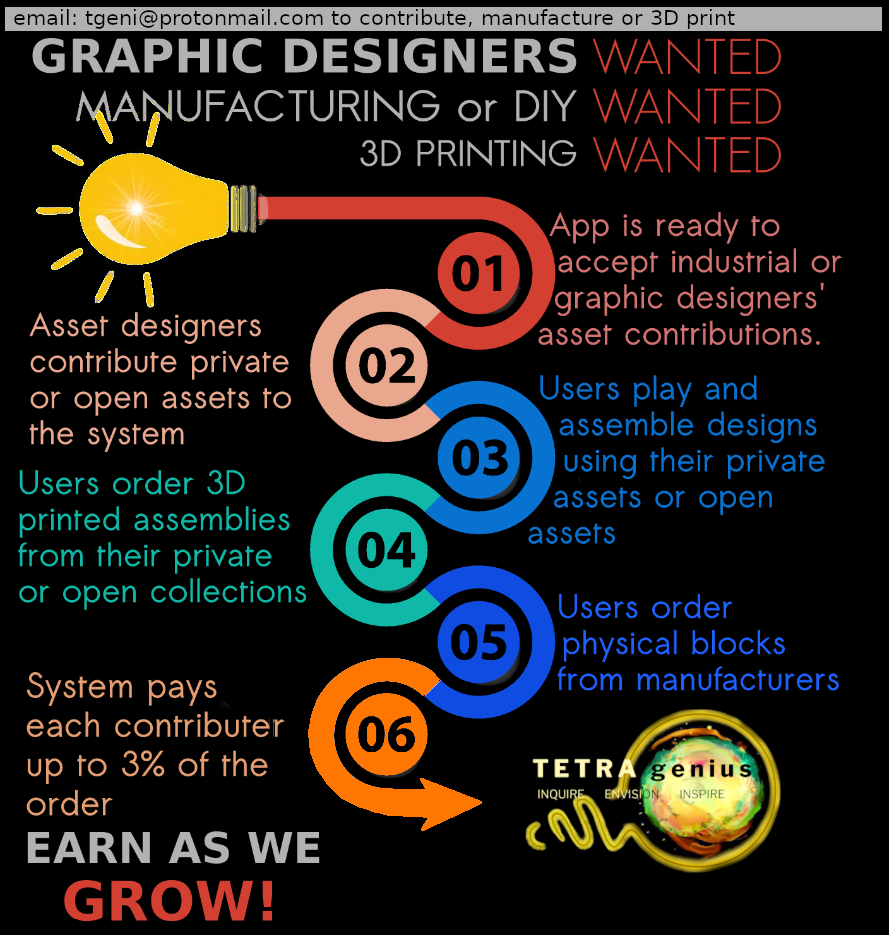 email: tgeni@protonmail.com to contribute, manufacture or 3D print
GRAPHIC DESIGNERS WANTED
MANUFACTURING or DIY WANTED
3D PRINTING WANTED
01
App is ready to
accept industrial or
graphic designers'
asset contributions.
02
Asset designers
contribute private
or open assets to
the system
03
Users play and
assemble designs
using their private
assets or open
assets
04
Users order 3D
printed assemblies
from their private
or open collections
05
Users order
physical blocks
from manufacturers
06
System pays
each contributer
up to 3% of the
order
TETRA genius
INQUIRE ENVISION INSPIRE
EARN AS WE
GROW!